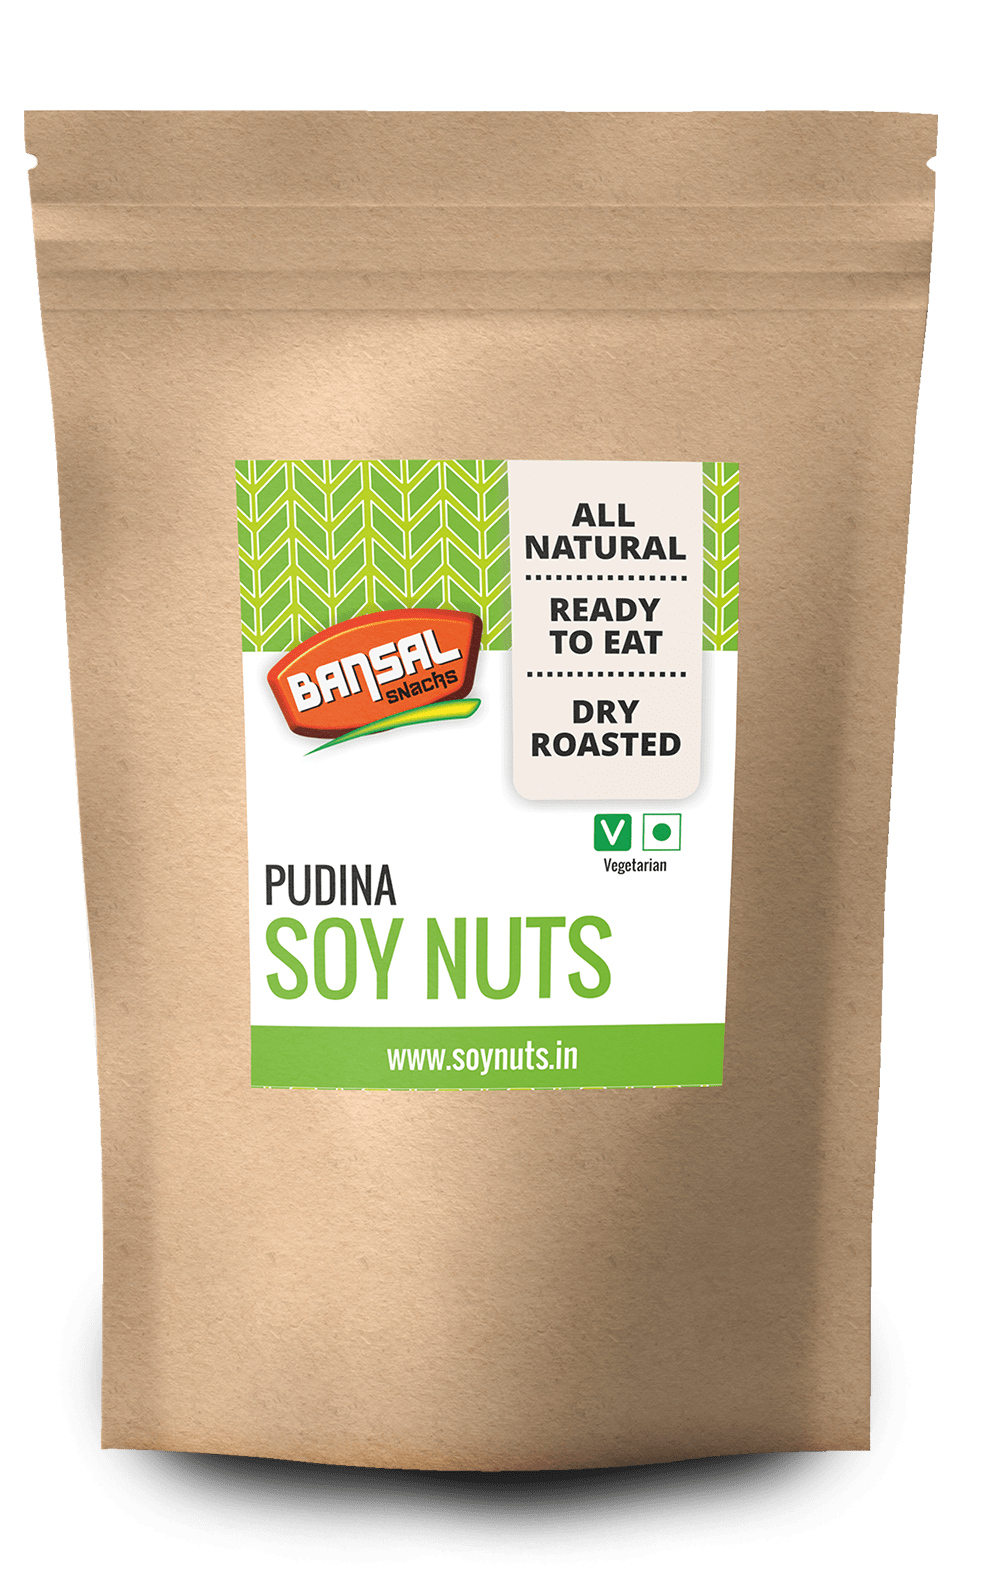 ALL
NATURAL
READY
TO EAT
DRY
ROASTED
BANSAL
SNACKS
V
Vegetarian
PUDINA
SOY NUTS
www.soynuts.in